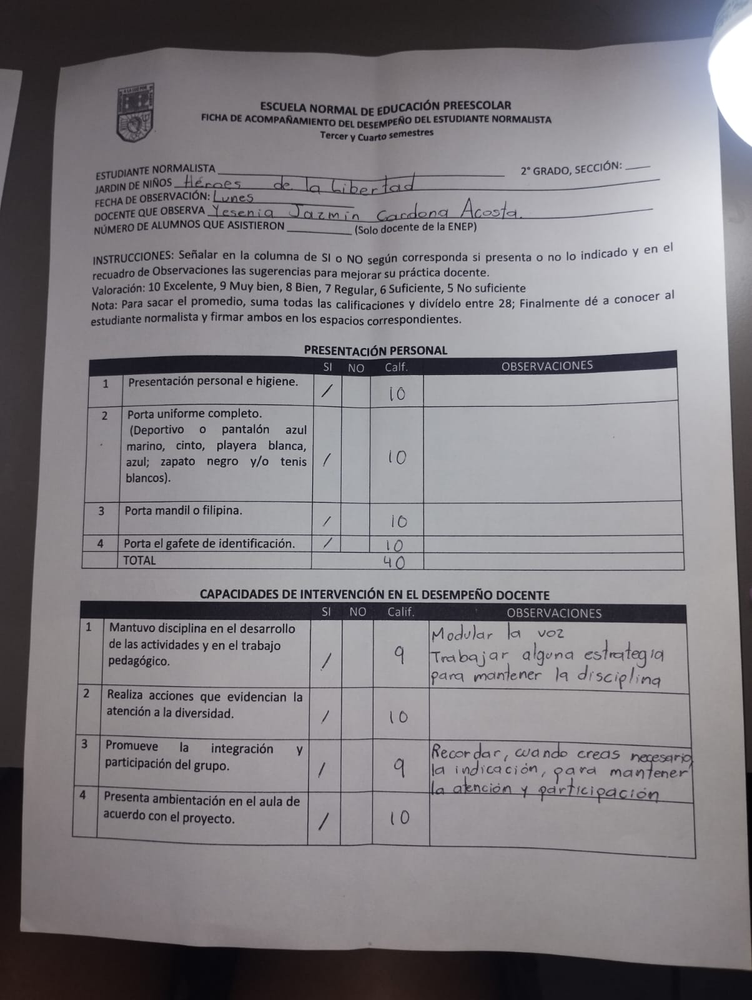 ESCUELA NORMAL DE EDUCACIÓN PREESCOLAR
FICHA DE ACOMPAÑAMIENTO DEL DESEMPEÑO DEL ESTUDIANTE NORMALISTA
Tercer y Cuarto semestres
ESTUDIANTE NORMALISTA
2° GRADO, SECCIÓN:
JARDIN DE NIÑOS Héroes de la Libertad
FECHA DE OBSERVACIÓN: Lunes
DOCENTE QUE OBSERVA Yesenia Jazmin Cardona Acosta.
NÚMERO DE ALUMNOS QUE ASISTIERON (Solo docente de la ENEP)
INSTRUCCIONES: Señalar en la columna de SI o NO según corresponda si presenta o no lo indicado y en el
recuadro de Observaciones las sugerencias para mejorar su práctica docente.
Valoración: 10 Excelente, 9 Muy bien, 8 Bien, 7 Regular, 6 Suficiente, 5 No suficiente
Nota: Para sacar el promedio, suma todas las calificaciones y divídelo entre 28; Finalmente dé a conocer al
estudiante normalista y firmar ambos en los espacios correspondientes.
PRESENTACIÓN PERSONAL
SI NO Calf. OBSERVACIONES
1 Presentación personal e higiene. / 10
2 Porta uniforme completo.
(Deportivo o pantalón azul
marino, cinto, playera blanca,
azul; zapato negro y/o tenis / 10
blancos).
3 Porta mandil o filipina. / 10
4 Porta el gafete de identificación. / 10
TOTAL 40
CAPACIDADES DE INTERVENCIÓN EN EL DESEMPEÑO DOCENTE
SI NO Calif. OBSERVACIONES
1 Mantuvo disciplina en el desarrollo Modular la voz
de las actividades y en el trabajo / 9 Trabajar alguna estrategia
pedagógico. para mantener la disciplina
2 Realiza acciones que evidencian la
atención a la diversidad. / 10
3 Promueve la integración y Recordar, cuando creas necesario,
participación del grupo. / 9 la indicación, para mantener
la atención y participación
4 Presenta ambientación en el aula de
acuerdo con el proyecto. / 10